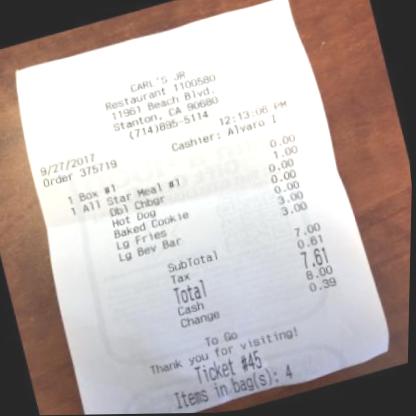 CARL'S JR
Restaurant 1100580
11961 Beach Blvd.
Stanton, CA 90680
(714)895-5114 12:13:06 PM
Cashier: Alvaro I
9/27/2017
Order 375719
1 Box #1 0.00
1 All Star Meal #1 1.00
Dbl Chbgr 0.00
Hot Dog 0.00
Baked Cookie 0.00
Lg Fries 3.00
Lg Bev Bar 3.00
SubTotal 7.00
Tax 0.61
Total 7.61
Cash 8.00
Change 0.39
To Go
Thank you for visiting!
Ticket #45
Items in bag(s): 4